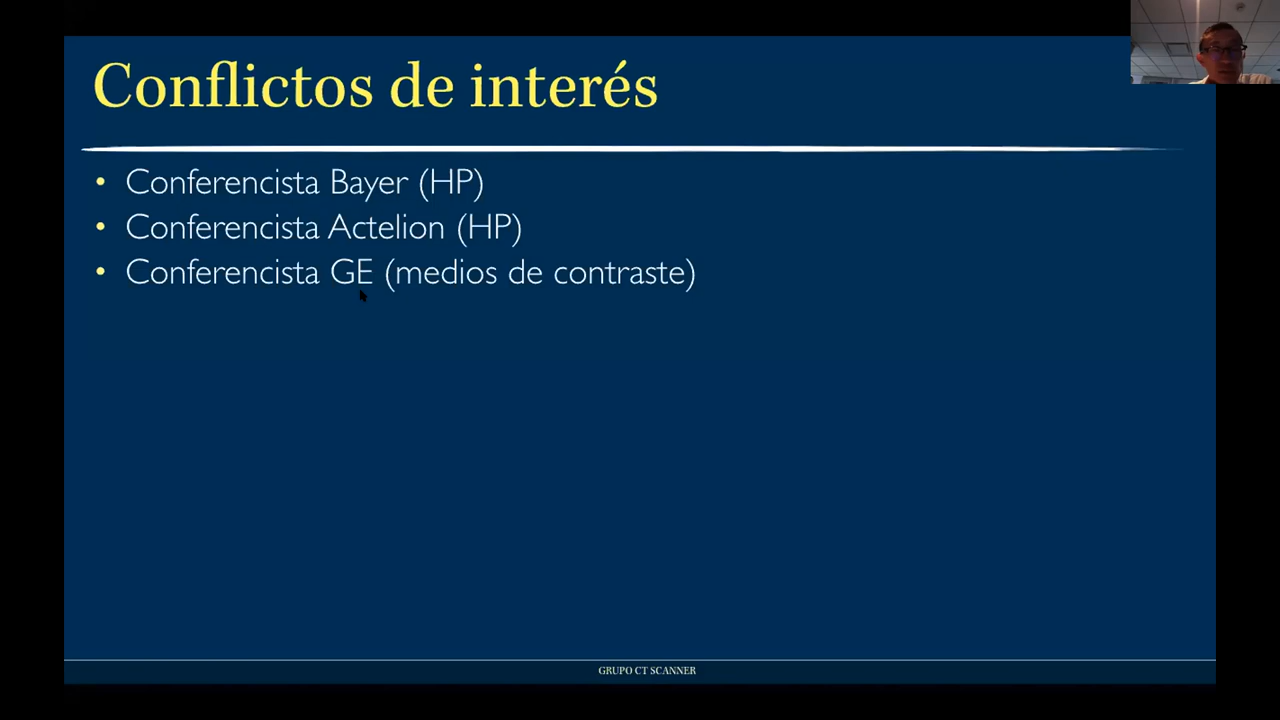 Conflictos de interés
• Conferencista Bayer (HP)
• Conferencista Actelion (HP)
• Conferencista GE (medios de contraste)
GRUPO CT SCANNER